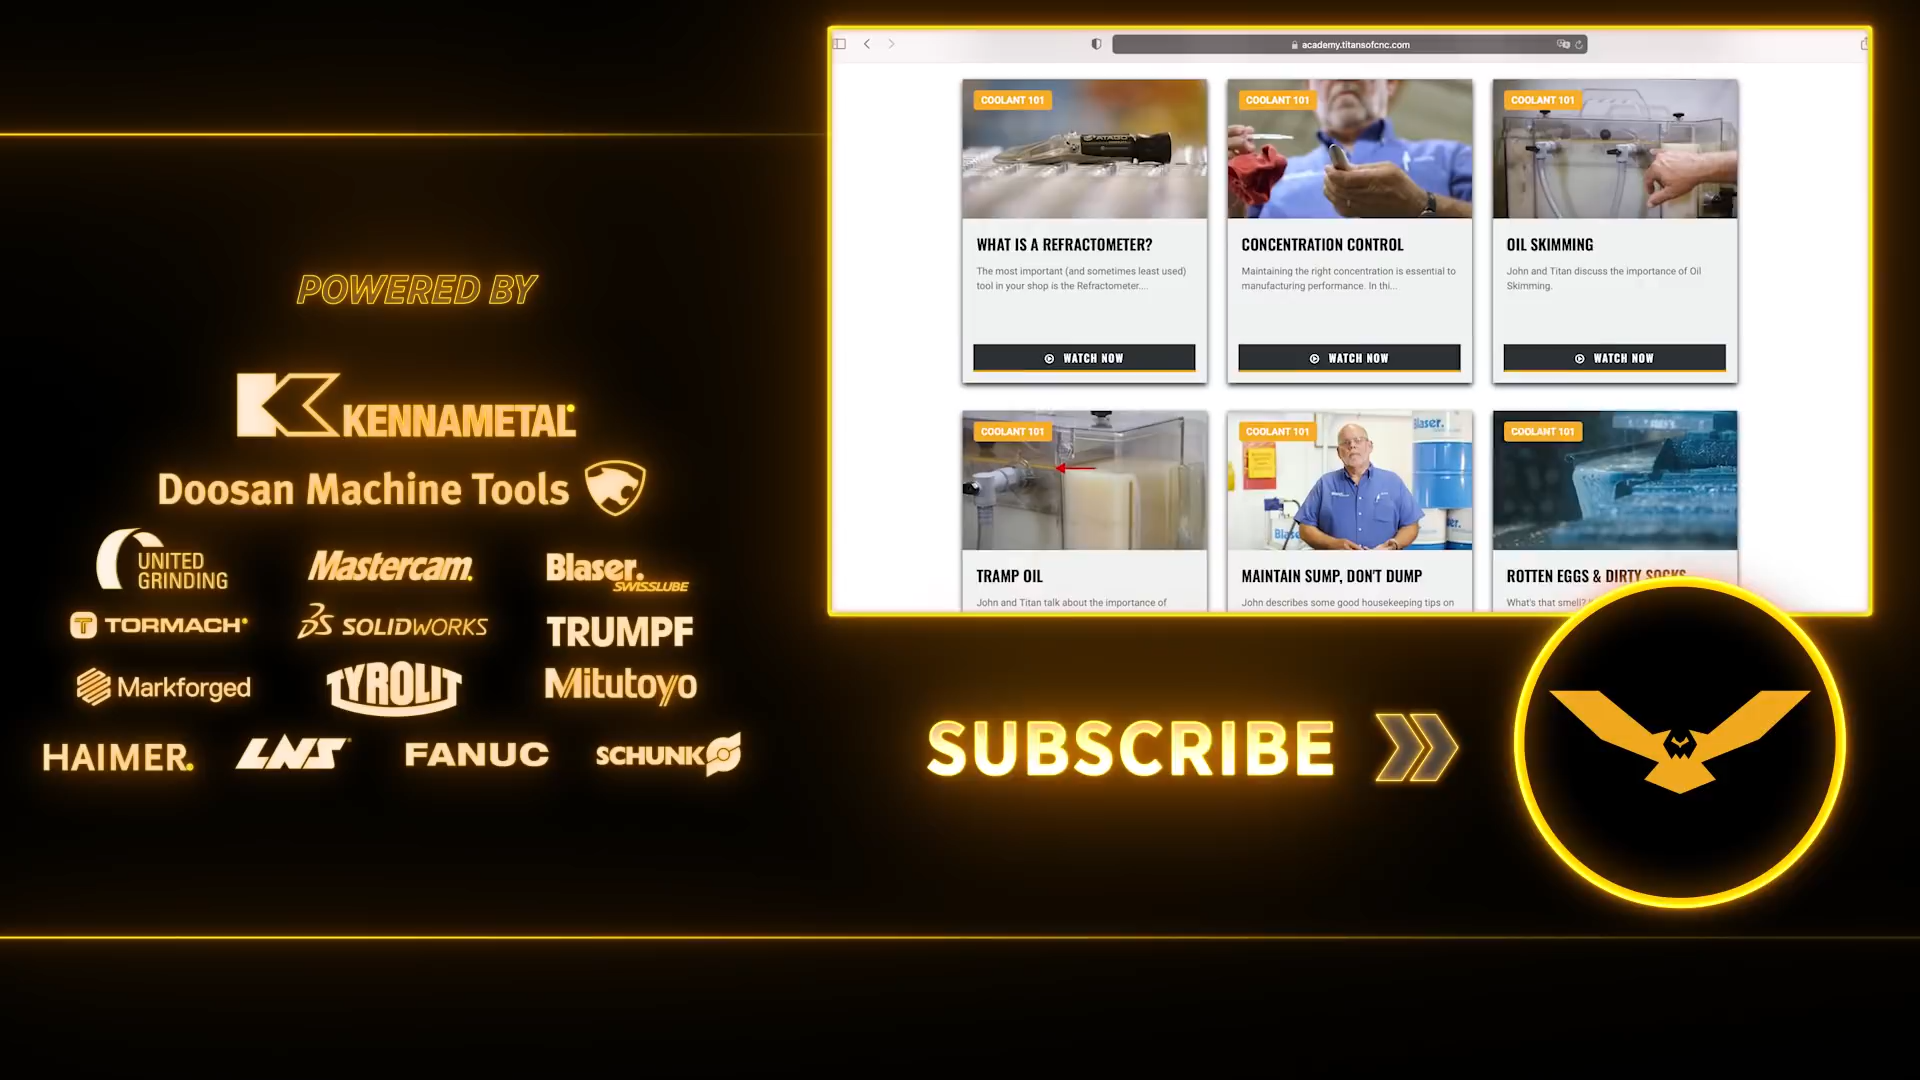 POWERED BY
KENNAMETAL
Doosan Machine Tools
UNITED
GRINDING
Mastercam.
Blaser.
SWISSLUBE
TORMACH
SOLIDWORKS
TRUMPF
Markforged
TYROLIT
Mitutoyo
HAIMER.
LNS
FANUC
SCHUNK
academy.titansofcnc.com
COOLANT 101
ATAGO
WHAT IS A REFRACTOMETER?
The most important (and sometimes least used)
tool in your shop is the Refractometer....
WATCH NOW
COOLANT 101
CONCENTRATION CONTROL
Maintaining the right concentration is essential to
manufacturing performance. In thi...
WATCH NOW
COOLANT 101
OIL SKIMMING
John and Titan discuss the importance of Oil
Skimming.
WATCH NOW
COOLANT 101
TRAMP OIL
John and Titan talk about the importance of
COOLANT 101
Blaser.
MAINTAIN SUMP, DON'T DUMP
John describes some good housekeeping tips on
COOLANT 101
ROTTEN EGGS & DIRTY SOCKS
What's that smell?
SUBSCRIBE